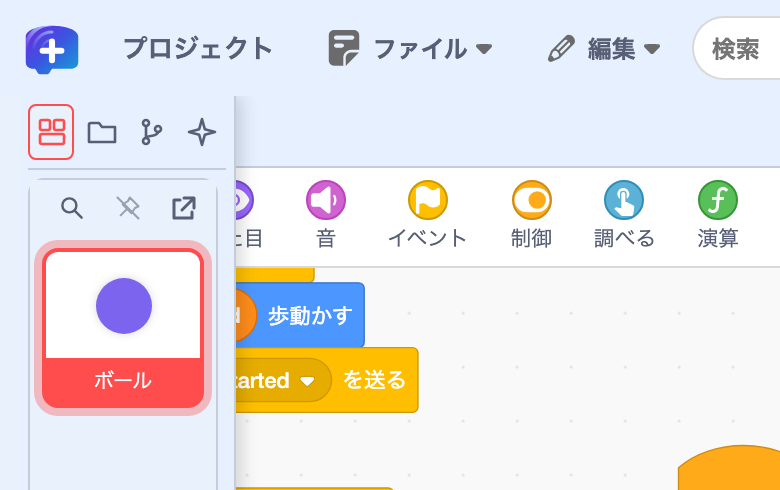 プロジェクト ファイル 編集 検索
た目 音 イベント 制御 調べる 演算
歩動かす
ボール
tarted を送る